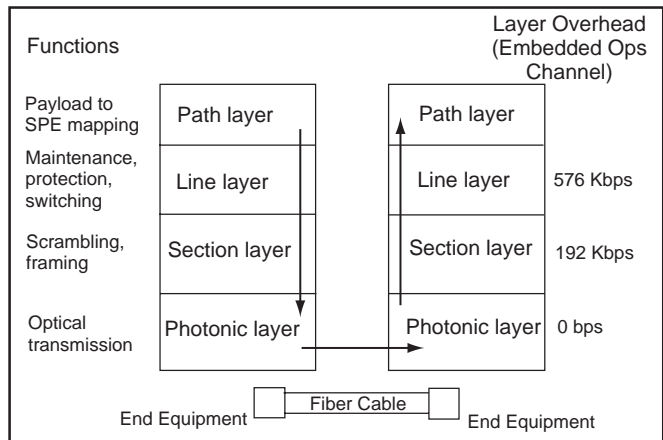 Functions
Layer Overhead
(Embedded Ops
Channel)
Payload to
SPE mapping
Path layer
Path layer
Maintenance,
protection,
switching
Line layer
Line layer
576 Kbps
Scrambling,
framing
Section layer
Section layer
192 Kbps
Optical
transmission
Photonic layer
Photonic layer
0 bps
Fiber Cable
End Equipment
End Equipment